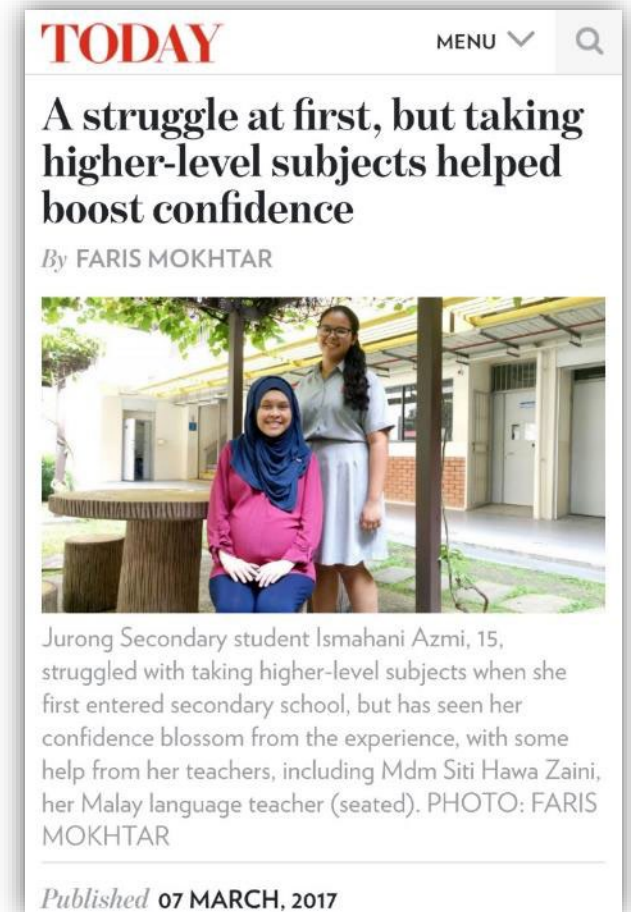 TODAY
MENU
A struggle at first, but taking
higher-level subjects helped
boost confidence
By FARIS MOKHTAR
Jurong Secondary student Ismahani Azmi, 15,
struggled with taking higher-level subjects when she
first entered secondary school, but has seen her
confidence blossom from the experience, with some
help from her teachers, including Mdm Siti Hawa Zaini,
her Malay language teacher (seated). PHOTO: FARIS
MOKHTAR
Published 07 MARCH, 2017